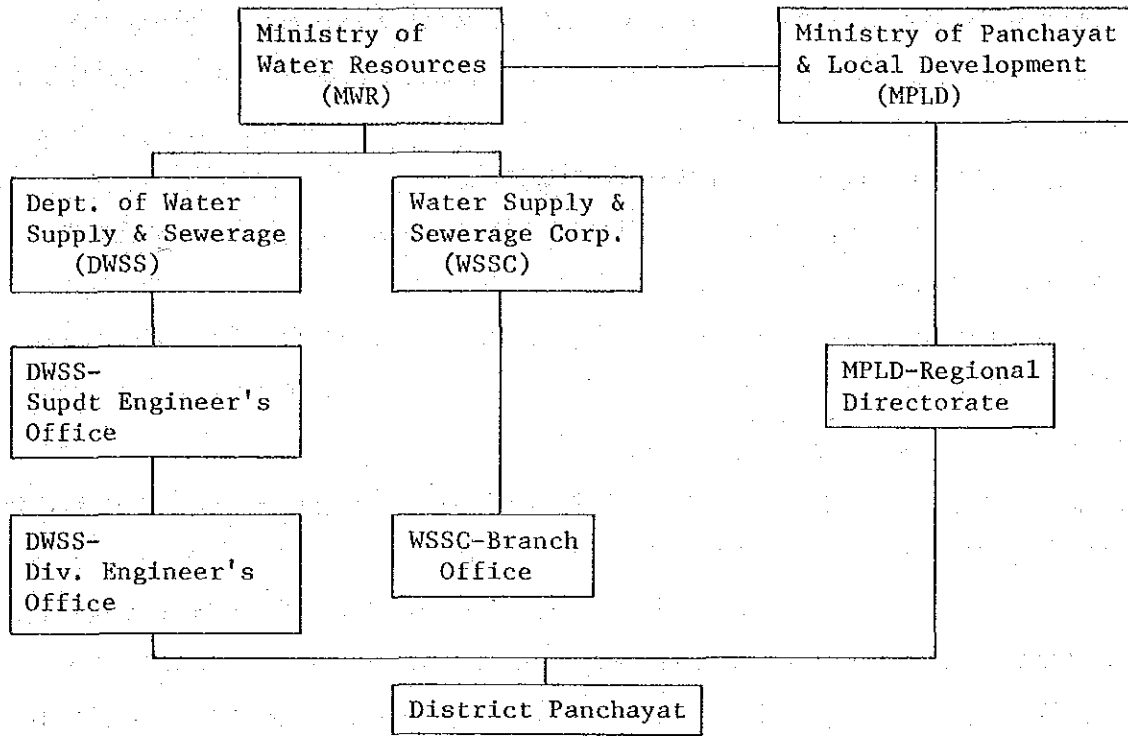 Ministry of
Water Resources
(MWR)
Ministry of Panchayat
& Local Development
(MPLD)
Dept. of Water
Supply & Sewerage
(DWSS)
Water Supply &
Sewerage Corp.
(WSSC)
DWSS-
Supdt Engineer's
Office
MPLD-Regional
Directorate
DWSS-
Div. Engineer's
Office
WSSC-Branch
Office
District Panchayat